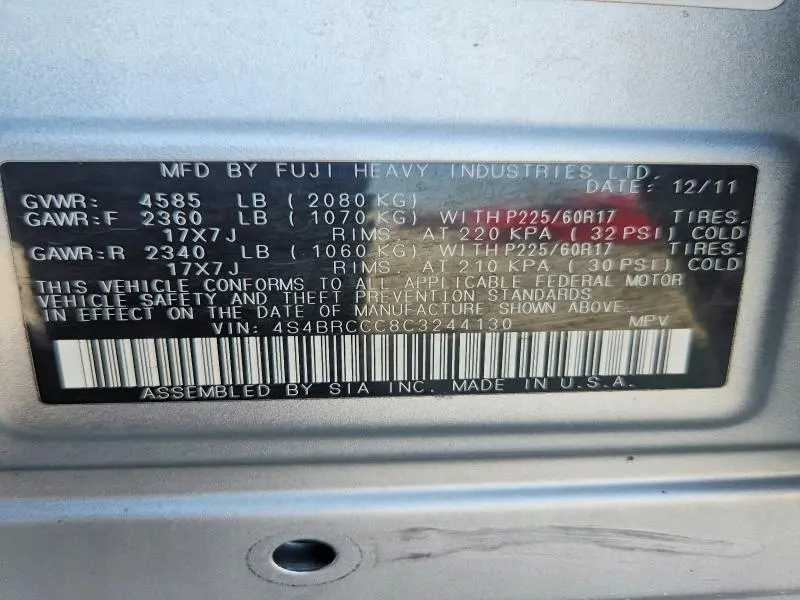 MFD BY FUJI HEAVY INDUSTRIES LTD.
DATE: 12/11
GVWR: 4585 LB ( 2080 KG)
GAWR:F 2360 LB ( 1070 KG) WITH P225/60R17 TIRES.
17X7J RIMS. AT 220 KPA ( 32 PSI) COLD
GAWR:R 2340 LB ( 1060 KG) WITH P225/60R17 TIRES.
17X7J RIMS. AT 210 KPA ( 30 PSI) COLD
THIS VEHICLE CONFORMS TO ALL APPLICABLE FEDERAL MOTOR
VEHICLE SAFETY AND THEFT PREVENTION STANDARDS
IN EFFECT ON THE DATE OF MANUFACTURE SHOWN ABOVE.
VIN: 4S4BRCCC8C3244130 MPV
ASSEMBLED BY SIA INC. MADE IN U.S.A.